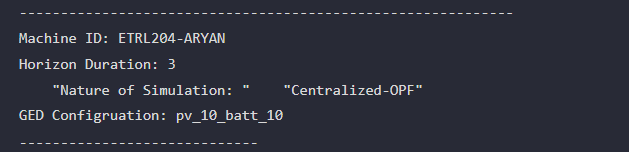 ------------------------------------------------------------
Machine ID: ETRL204-ARYAN
Horizon Duration: 3
    "Nature of Simulation: "    "Centralized-OPF"
GED Configruation: pv_10_batt_10
-----------------------------